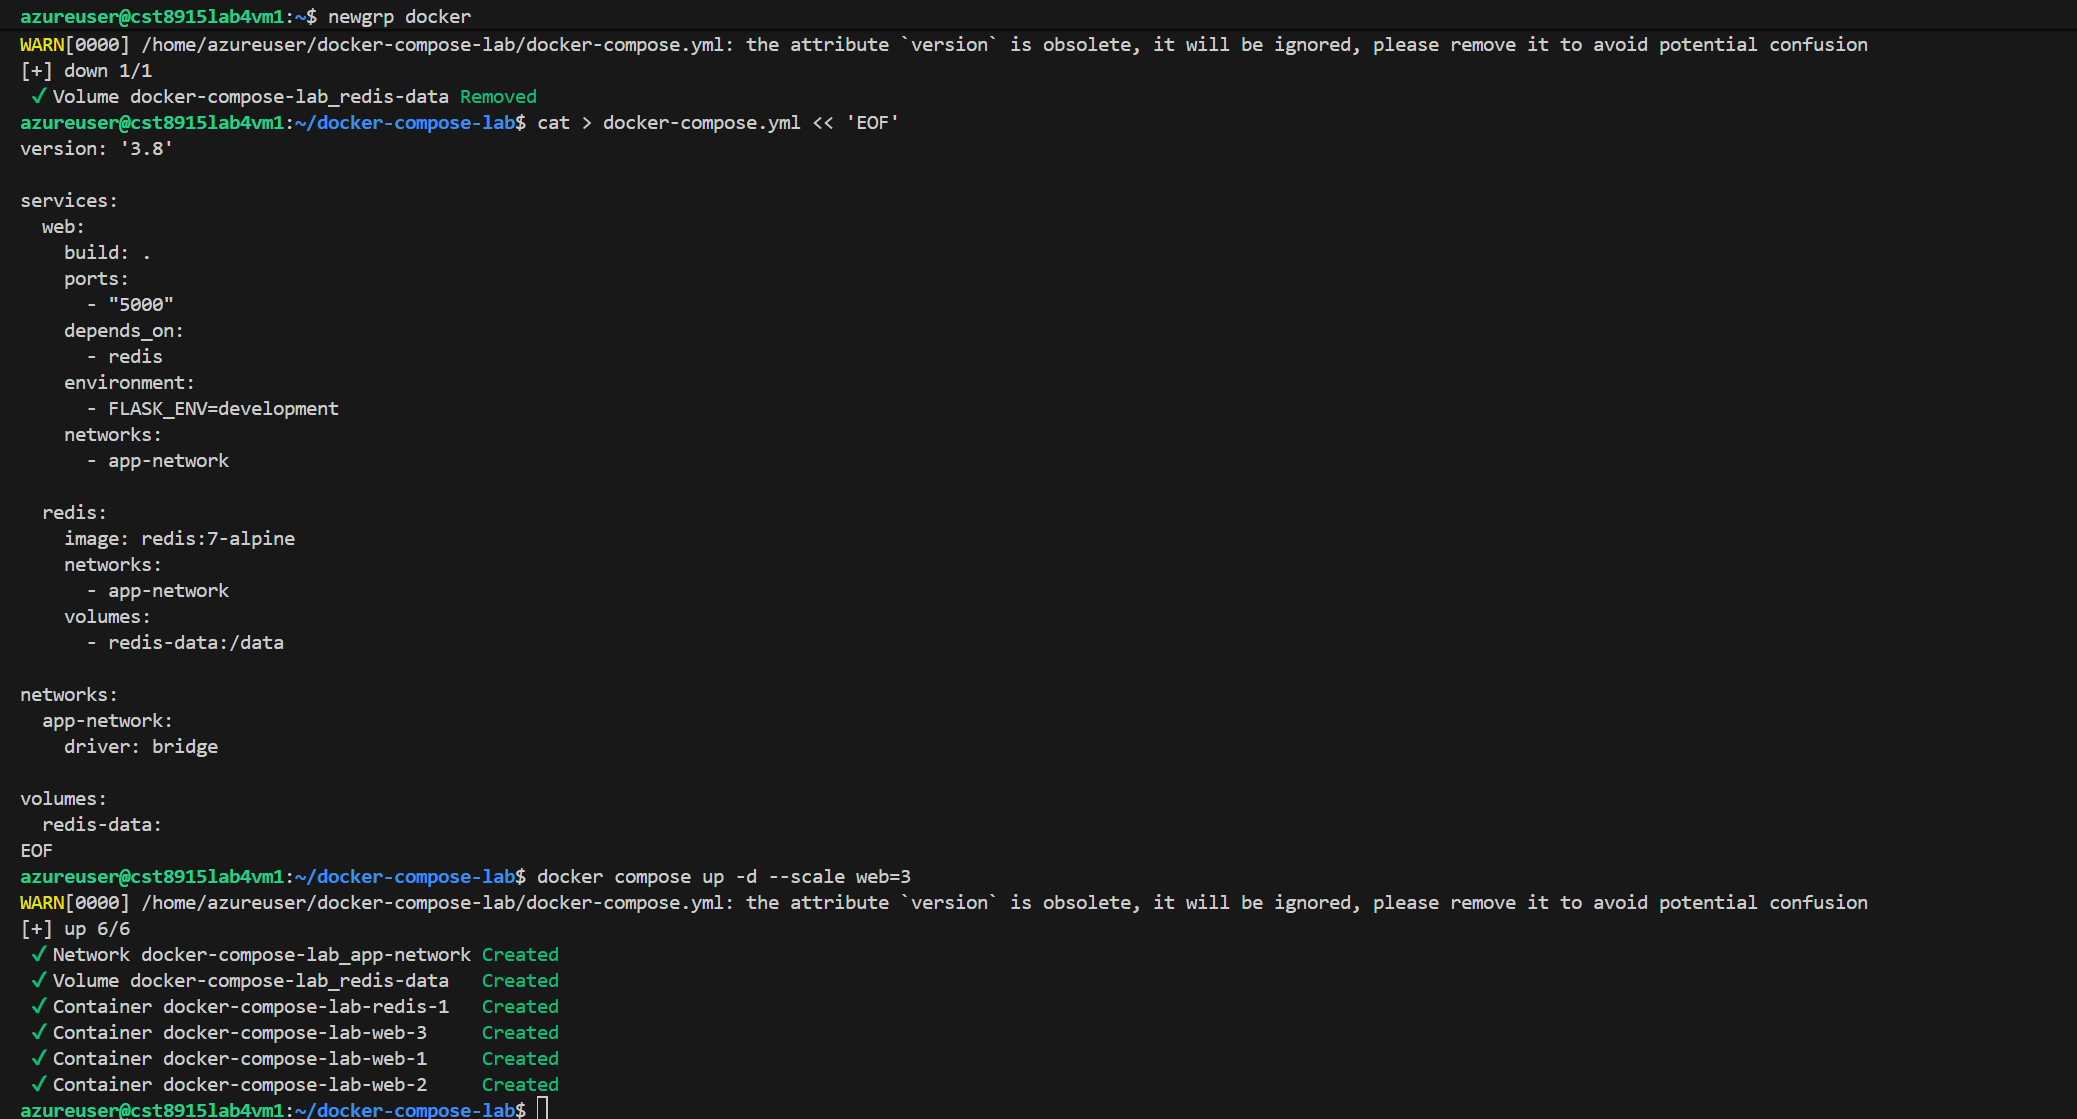 azureuser@cst8915lab4vm1:~$ newgrp docker
WARN[0000] /home/azureuser/docker-compose-lab/docker-compose.yml: the attribute `version` is obsolete, it will be ignored, please remove it to avoid potential confusion
[+] down 1/1
 ✓ Volume docker-compose-lab_redis-data Removed
azureuser@cst8915lab4vm1:~/docker-compose-lab$ cat > docker-compose.yml << 'EOF'
version: '3.8'

services:
  web:
    build: .
    ports:
      - "5000"
    depends_on:
      - redis
    environment:
      - FLASK_ENV=development
    networks:
      - app-network

  redis:
    image: redis:7-alpine
    networks:
      - app-network
    volumes:
      - redis-data:/data

networks:
  app-network:
    driver: bridge

volumes:
  redis-data:
EOF
azureuser@cst8915lab4vm1:~/docker-compose-lab$ docker compose up -d --scale web=3
WARN[0000] /home/azureuser/docker-compose-lab/docker-compose.yml: the attribute `version` is obsolete, it will be ignored, please remove it to avoid potential confusion
[+] up 6/6
 ✓ Network docker-compose-lab_app-network Created
 ✓ Volume docker-compose-lab_redis-data   Created
 ✓ Container docker-compose-lab-redis-1   Created
 ✓ Container docker-compose-lab-web-3     Created
 ✓ Container docker-compose-lab-web-1     Created
 ✓ Container docker-compose-lab-web-2     Created
azureuser@cst8915lab4vm1:~/docker-compose-lab$